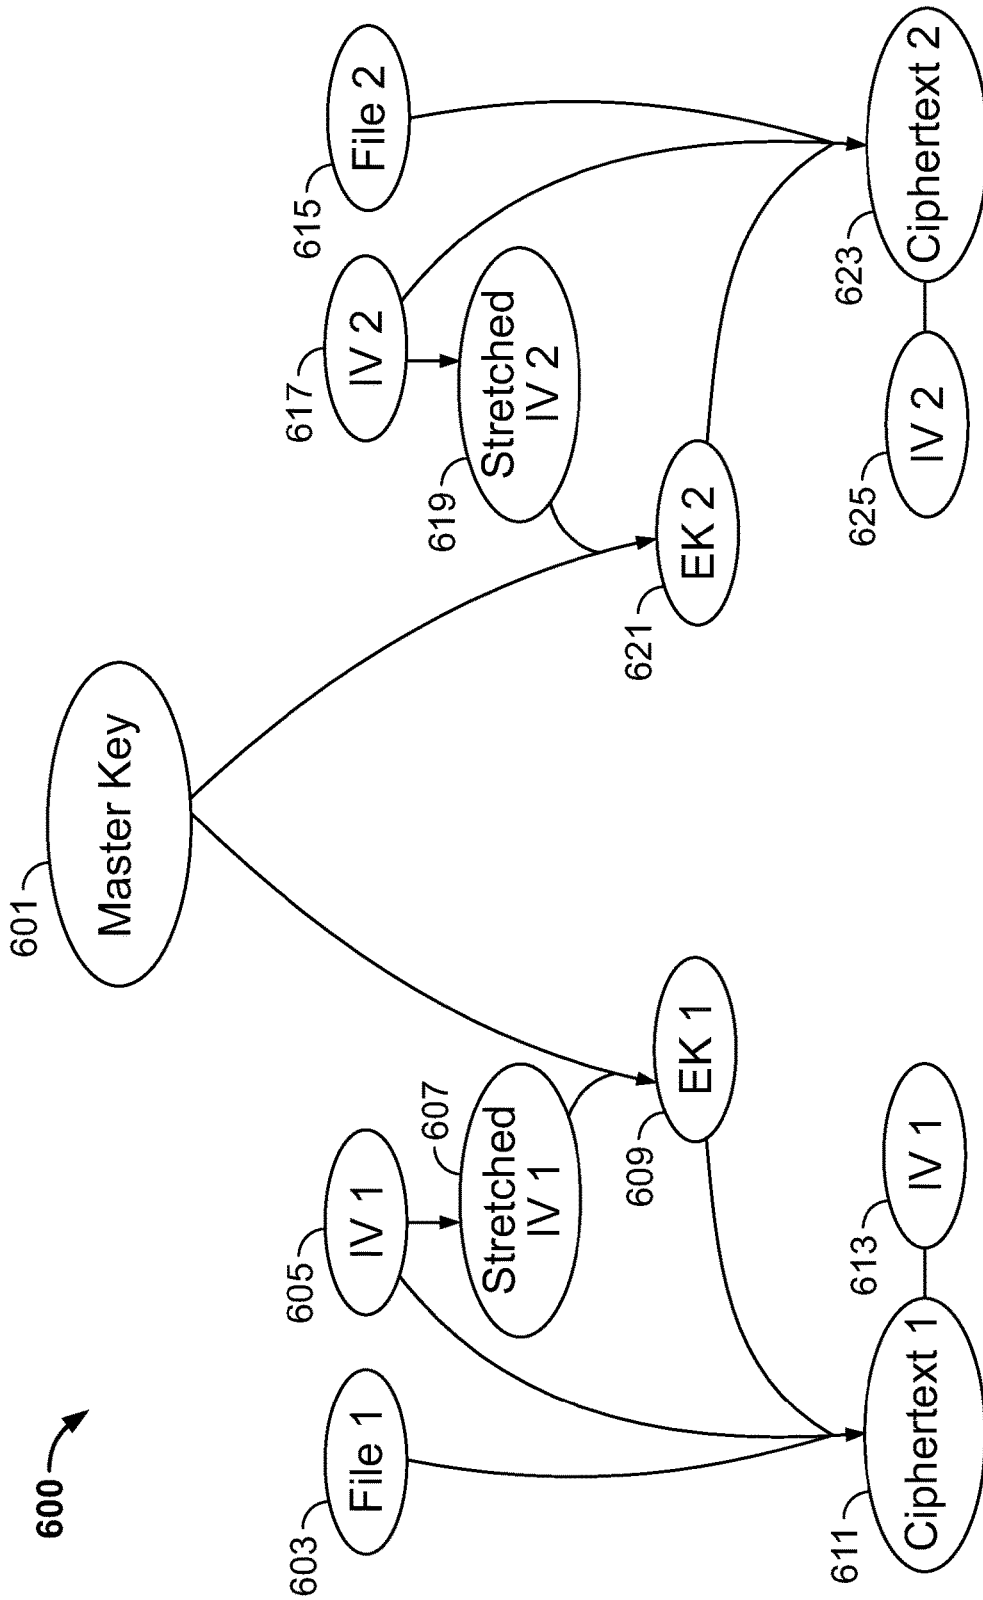 600
601
Master Key
603
File 1
605
IV 1
607
Stretched
IV 1
609
EK 1
611
Ciphertext 1
613
IV 1
615
File 2
617
IV 2
619
Stretched
IV 2
621
EK 2
623
Ciphertext 2
625
IV 2